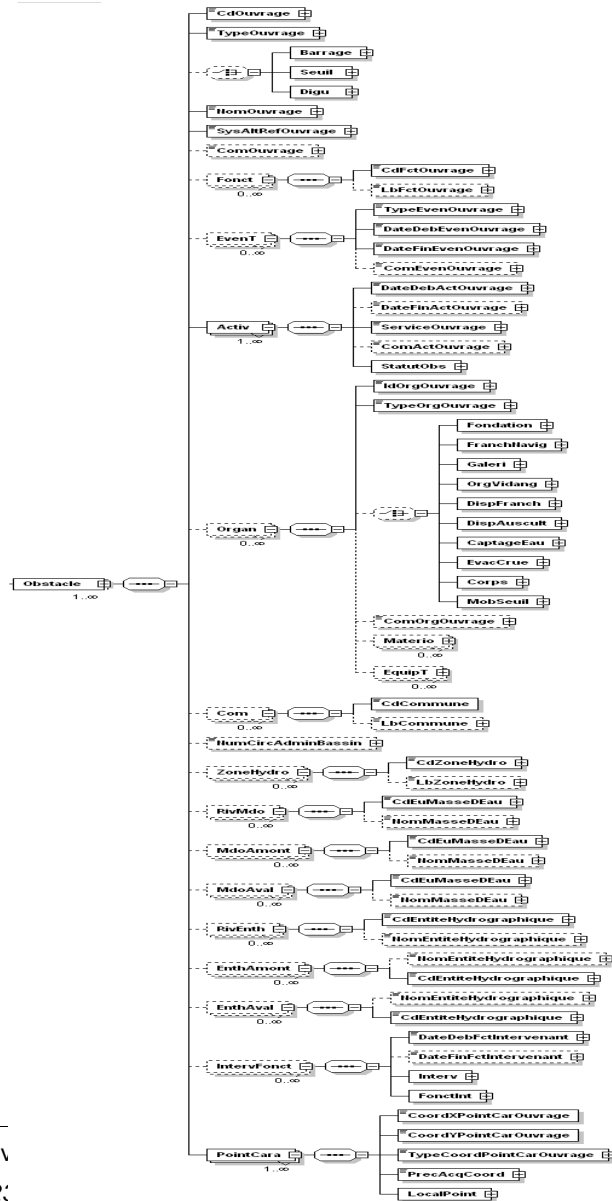 CdOuvrage
TypeOuvrage
Barrage
Seuil
Digu
NomOuvrage
SysAltRefOuvrage
ComOuvrage
Fonct
0..∞
CdFctOuvrage
LbFctOuvrage
EvenT
0..∞
TypeEvenOuvrage
DateDebEvenOuvrage
DateFinEvenOuvrage
ComEvenOuvrage
Activ
1..∞
DateDebActOuvrage
DateFinActOuvrage
ServiceOuvrage
ComActOuvrage
StatutObs
Organ
0..∞
IdOrgOuvrage
TypeOrgOuvrage
Fondation
FranchNavig
Galeri
OrgVidang
DispFranch
DispAuscult
CaptageEau
EvacCrue
Corps
MobSeuil
ComOrgOuvrage
Materio
0..∞
EquipT
0..∞
Obstacle
1..∞
Com
0..∞
CdCommune
LbCommune
NumCircAdminBassin
ZoneHydro
0..∞
CdZoneHydro
LbZoneHydro
RivMdo
0..∞
CdEuMasseDEau
NomMasseDEau
MdoAmont
0..∞
CdEuMasseDEau
NomMasseDEau
MdoAval
0..∞
CdEuMasseDEau
NomMasseDEau
RivEnth
0..∞
CdEntiteHydrographique
NomEntiteHydrographique
EnthAmont
0..∞
NomEntiteHydrographique
CdEntiteHydrographique
EnthAval
0..∞
NomEntiteHydrographique
CdEntiteHydrographique
IntervFonct
0..∞
DateDebFctIntervenant
DateFinFctIntervenant
Interv
FonctInt
PointCara
1..∞
CoordXPointCarOuvrage
CoordYPointCarOuvrage
TypeCoordPointCarOuvrage
PrecAcqCoord
LocalPoint